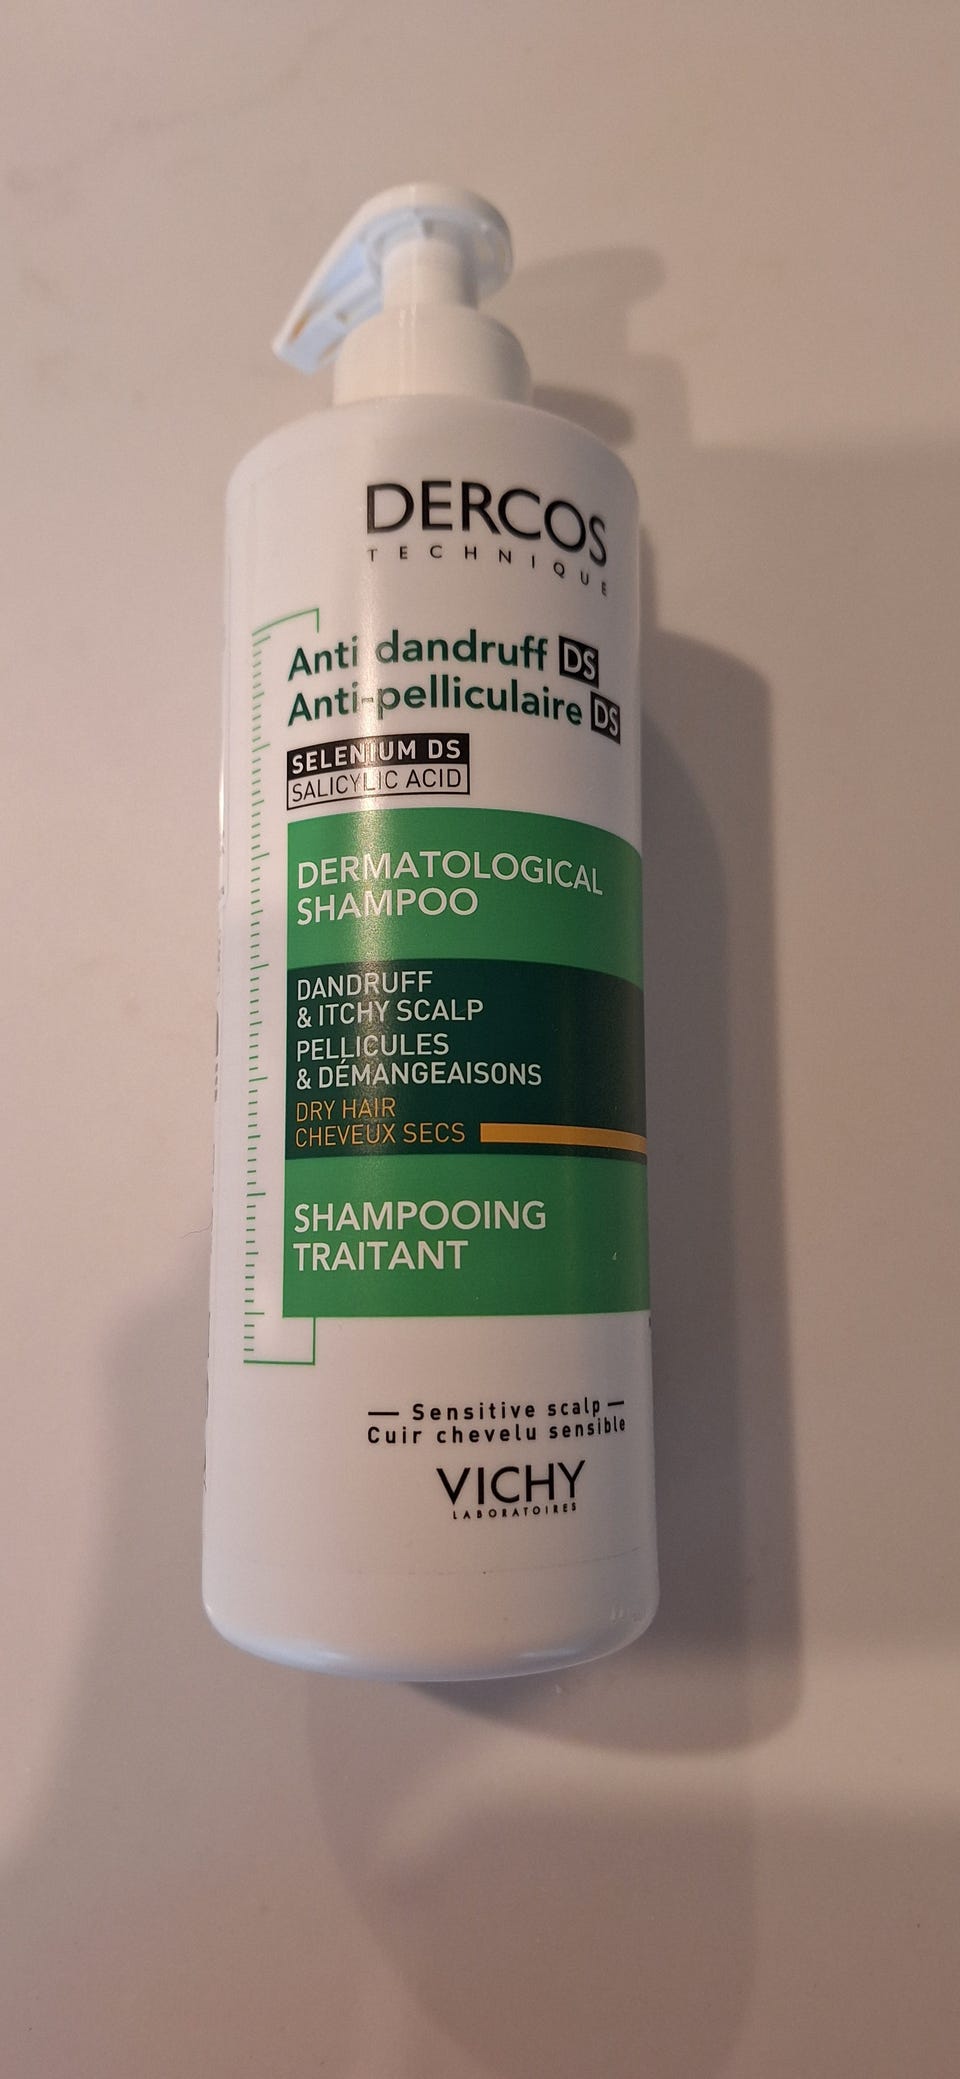 DERCOS
TECHNIQUE
Anti-dandruff DS
Anti-pelliculaire DS
SELENIUM DS
SALICYLIC ACID
DERMATOLOGICAL
SHAMPOO
DANDRUFF
& ITCHY SCALP
PELLICULES
& DÉMANGEAISONS
DRY HAIR
CHEVEUX SECS
SHAMPOOING
TRAITANT
Sensitive scalp
Cuir chevelu sensible
VICHY
LABORATOIRES